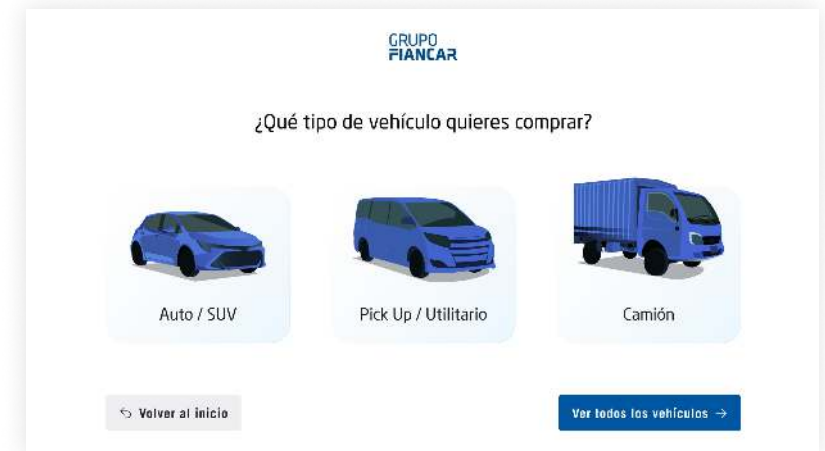 GRUPO
FIANCAR
¿Qué tipo de vehículo quieres comprar?
Auto / SUV
Pick Up / Utilitario
Camión
Volver al inicio
Ver todos los vehículos